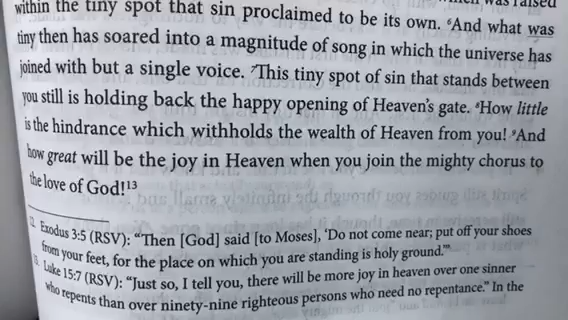 was raised
within the tiny spot that sin proclaimed to be its own. ⁶And what was
tiny then has soared into a magnitude of song in which the universe has
joined with but a single voice. ⁷This tiny spot of sin that stands between
you still is holding back the happy opening of Heaven's gate. ⁸How little
is the hindrance which withholds the wealth of Heaven from you! ⁹And
how great will be the joy in Heaven when you join the mighty chorus to
the love of God!¹³
12 Exodus 3:5 (RSV): “Then [God] said [to Moses], ‘Do not come near; put off your shoes
from your feet, for the place on which you are standing is holy ground.’”
13 Luke 15:7 (RSV): “Just so, I tell you, there will be more joy in heaven over one sinner
who repents than over ninety-nine righteous persons who need no repentance.” In the